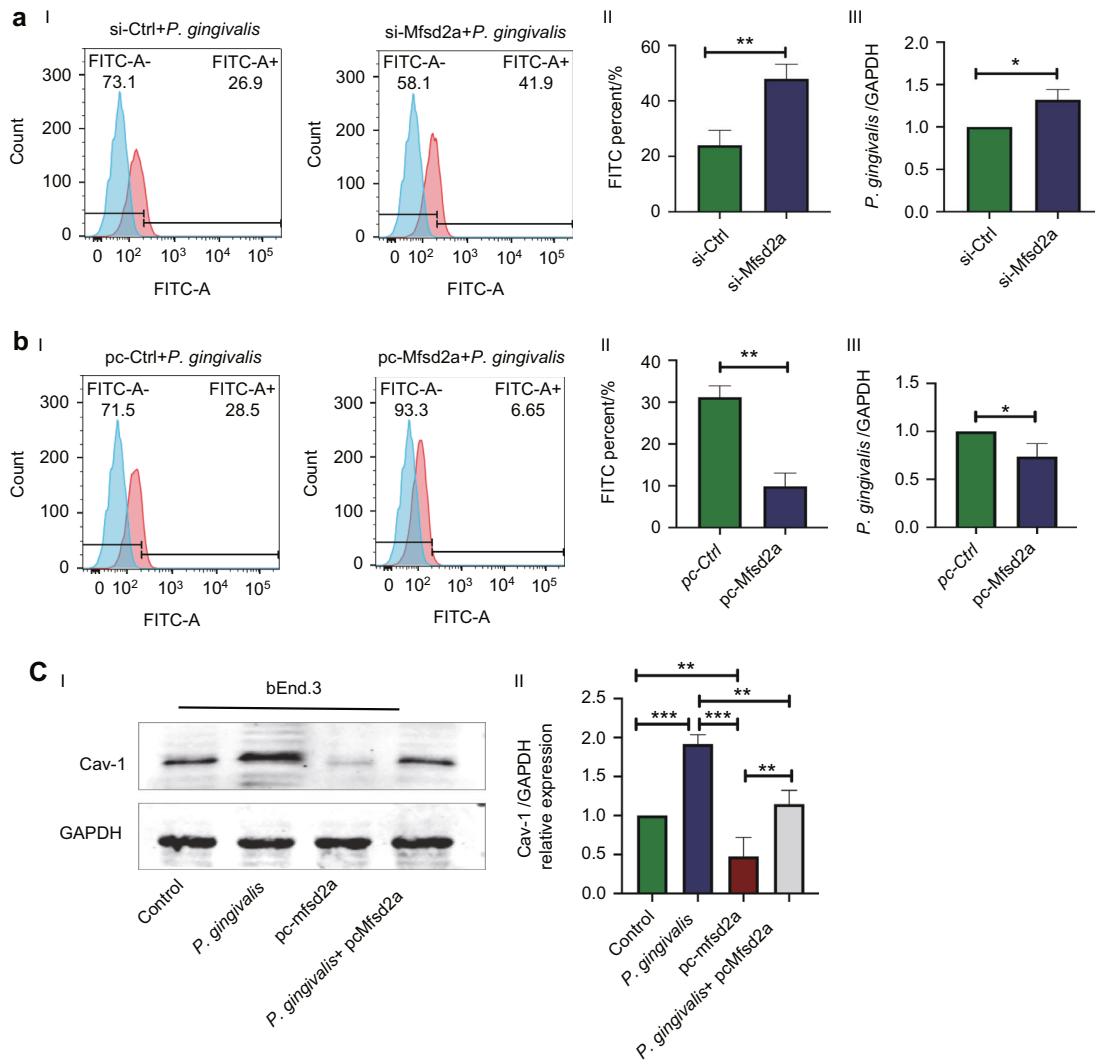 a
I
si-Ctrl+P. gingivalis
FITC-A-
73.1
FITC-A+
26.9
300
200
100
0
Count
0 10² 10³ 10⁴ 10⁵
FITC-A
si-Mfsd2a+P. gingivalis
FITC-A-
58.1
FITC-A+
41.9
300
200
100
0
Count
0 10² 10³ 10⁴ 10⁵
FITC-A
II
**
80
60
40
20
0
FITC percent/%
si-Ctrl
si-Mfsd2a
III
*
2.0
1.5
1.0
0.5
0.0
P. gingivalis /GAPDH
si-Ctrl
si-Mfsd2a
b
I
pc-Ctrl+P. gingivalis
FITC-A-
71.5
FITC-A+
28.5
300
200
100
0
Count
0 10² 10³ 10⁴ 10⁵
FITC-A
pc-Mfsd2a+P. gingivalis
FITC-A-
93.3
FITC-A+
6.65
300
200
100
0
Count
0 10² 10³ 10⁴ 10⁵
FITC-A
II
**
40
30
20
10
0
FITC percent/%
pc-Ctrl
pc-Mfsd2a
III
*
1.5
1.0
0.5
0.0
P. gingivalis /GAPDH
pc-Ctrl
pc-Mfsd2a
C
I
bEnd.3
Cav-1
GAPDH
Control
P. gingivalis
pc-mfsd2a
P. gingivalis+ pcMfsd2a
II
**
**
*** ***
**
2.5
2.0
1.5
1.0
0.5
0.0
Cav-1 /GAPDH
relative expression
Control
P. gingivalis
pc-mfsd2a
P. gingivalis+ pcMfsd2a